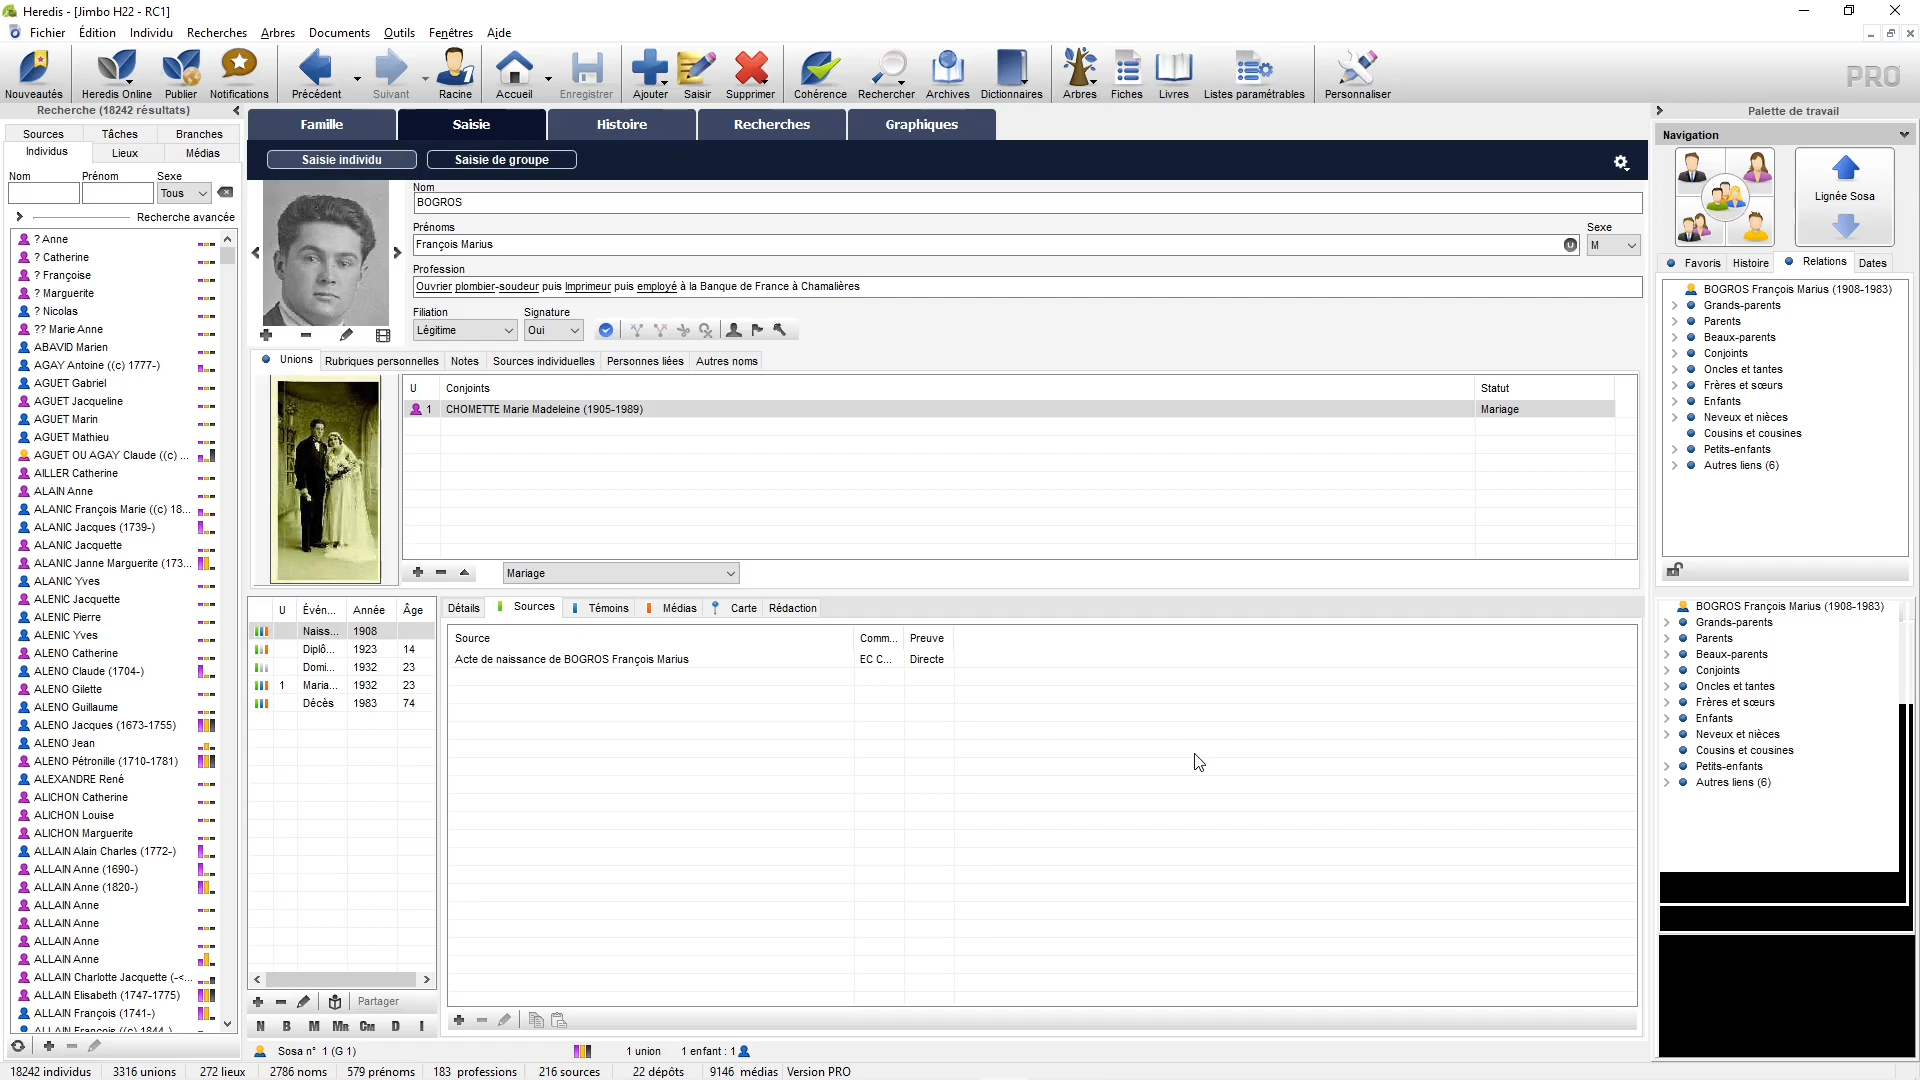 Heredis - [Jimbo H22 - RC1]
Fichier Édition Individu Recherches Arbres Documents Outils Fenêtres Aide
Nouveautés Heredis Online Publier Notifications Précédent Suivant Racine Accueil Enregistrer Ajouter Saisir Supprimer Cohérence Rechercher Archives Dictionnaires Arbres Fiches Livres Listes paramétrables Personnaliser PRO
Recherche (18242 résultats)
Sources Tâches Branches
Individus Lieux Médias
Nom Prénom Sexe
Tous
Recherche avancée
? Anne
? Catherine
? Françoise
? Marguerite
? Nicolas
?? Marie Anne
ABAVID Marien
AGAY Antoine ((c) 1777-)
AGUET Gabriel
AGUET Jacqueline
AGUET Marin
AGUET Mathieu
AGUET OU AGAY Claude ((c) ...
AILLER Catherine
ALAIN Anne
ALANIC François Marie ((c) 18...
ALANIC Jacques (1739-)
ALANIC Jacquette
ALANIC Janne Marguerite (173...
ALANIC Yves
ALENIC Jacquette
ALENIC Pierre
ALENIC Yves
ALENO Catherine
ALENO Claude (1704-)
ALENO Gilette
ALENO Guillaume
ALENO Jacques (1673-1755)
ALENO Jean
ALENO Pétronille (1710-1781)
ALEXANDRE René
ALICHON Catherine
ALICHON Louise
ALICHON Marguerite
ALLAIN Alain Charles (1772-)
ALLAIN Anne (1690-)
ALLAIN Anne (1820-)
ALLAIN Anne
ALLAIN Anne
ALLAIN Anne
ALLAIN Anne
ALLAIN Charlotte Jacquette (-<...
ALLAIN Elisabeth (1747-1775)
ALLAIN François (1741-)
ALLAIN François ((c) 1844-)
Famille Saisie Histoire Recherches Graphiques
Saisie individu Saisie de groupe
Nom
BOGROS
Prénoms
François Marius
U
Sexe
M
Profession
Ouvrier plombier-soudeur puis Imprimeur puis employé à la Banque de France à Chamalières
Filiation Signature
Légitime Oui
Unions Rubriques personnelles Notes Sources individuelles Personnes liées Autres noms
U Conjoints Statut
1 CHOMETTE Marie Madeleine (1905-1989) Mariage
Mariage
U Évén... Année Âge
Naiss... 1908
Diplô... 1923 14
Domi... 1932 23
1 Maria... 1932 23
Décès 1983 74
Partager
N B M MR CM D I
Détails Sources Témoins Médias Carte Rédaction
Source Comm... Preuve
Acte de naissance de BOGROS François Marius EC C... Directe
Sosa n° 1 (G 1) 1 union 1 enfant : 1
Palette de travail
Navigation
Lignée Sosa
Favoris Histoire Relations Dates
BOGROS François Marius (1908-1983)
Grands-parents
Parents
Beaux-parents
Conjoints
Oncles et tantes
Frères et sœurs
Enfants
Neveux et nièces
Cousins et cousines
Petits-enfants
Autres liens (6)
BOGROS François Marius (1908-1983)
Grands-parents
Parents
Beaux-parents
Conjoints
Oncles et tantes
Frères et sœurs
Enfants
Neveux et nièces
Cousins et cousines
Petits-enfants
Autres liens (6)
18242 individus 3316 unions 272 lieux 2786 noms 579 prénoms 183 professions 216 sources 22 dépôts 9146 médias Version PRO